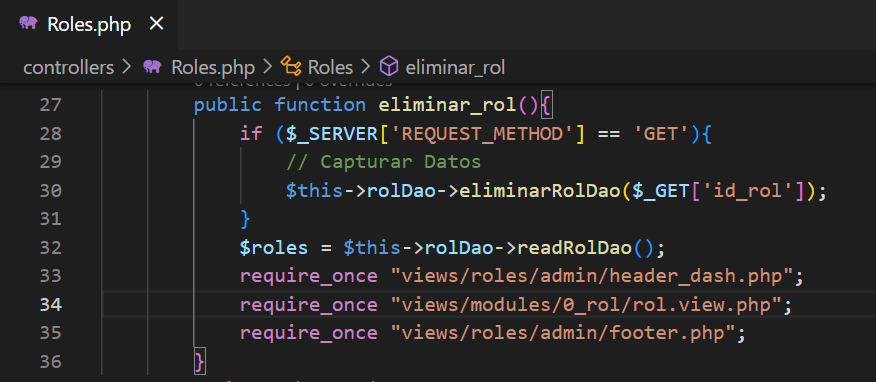 Roles.php ×
controllers > Roles.php > Roles > eliminar_rol
27 public function eliminar_rol(){
28 if ($_SERVER['REQUEST_METHOD'] == 'GET'){
29 // Capturar Datos
30 $this->rolDao->eliminarRolDao($_GET['id_rol']);
31 }
32 $roles = $this->rolDao->readRolDao();
33 require_once "views/roles/admin/header_dash.php";
34 require_once "views/modules/0_rol/rol.view.php";
35 require_once "views/roles/admin/footer.php";
36 }